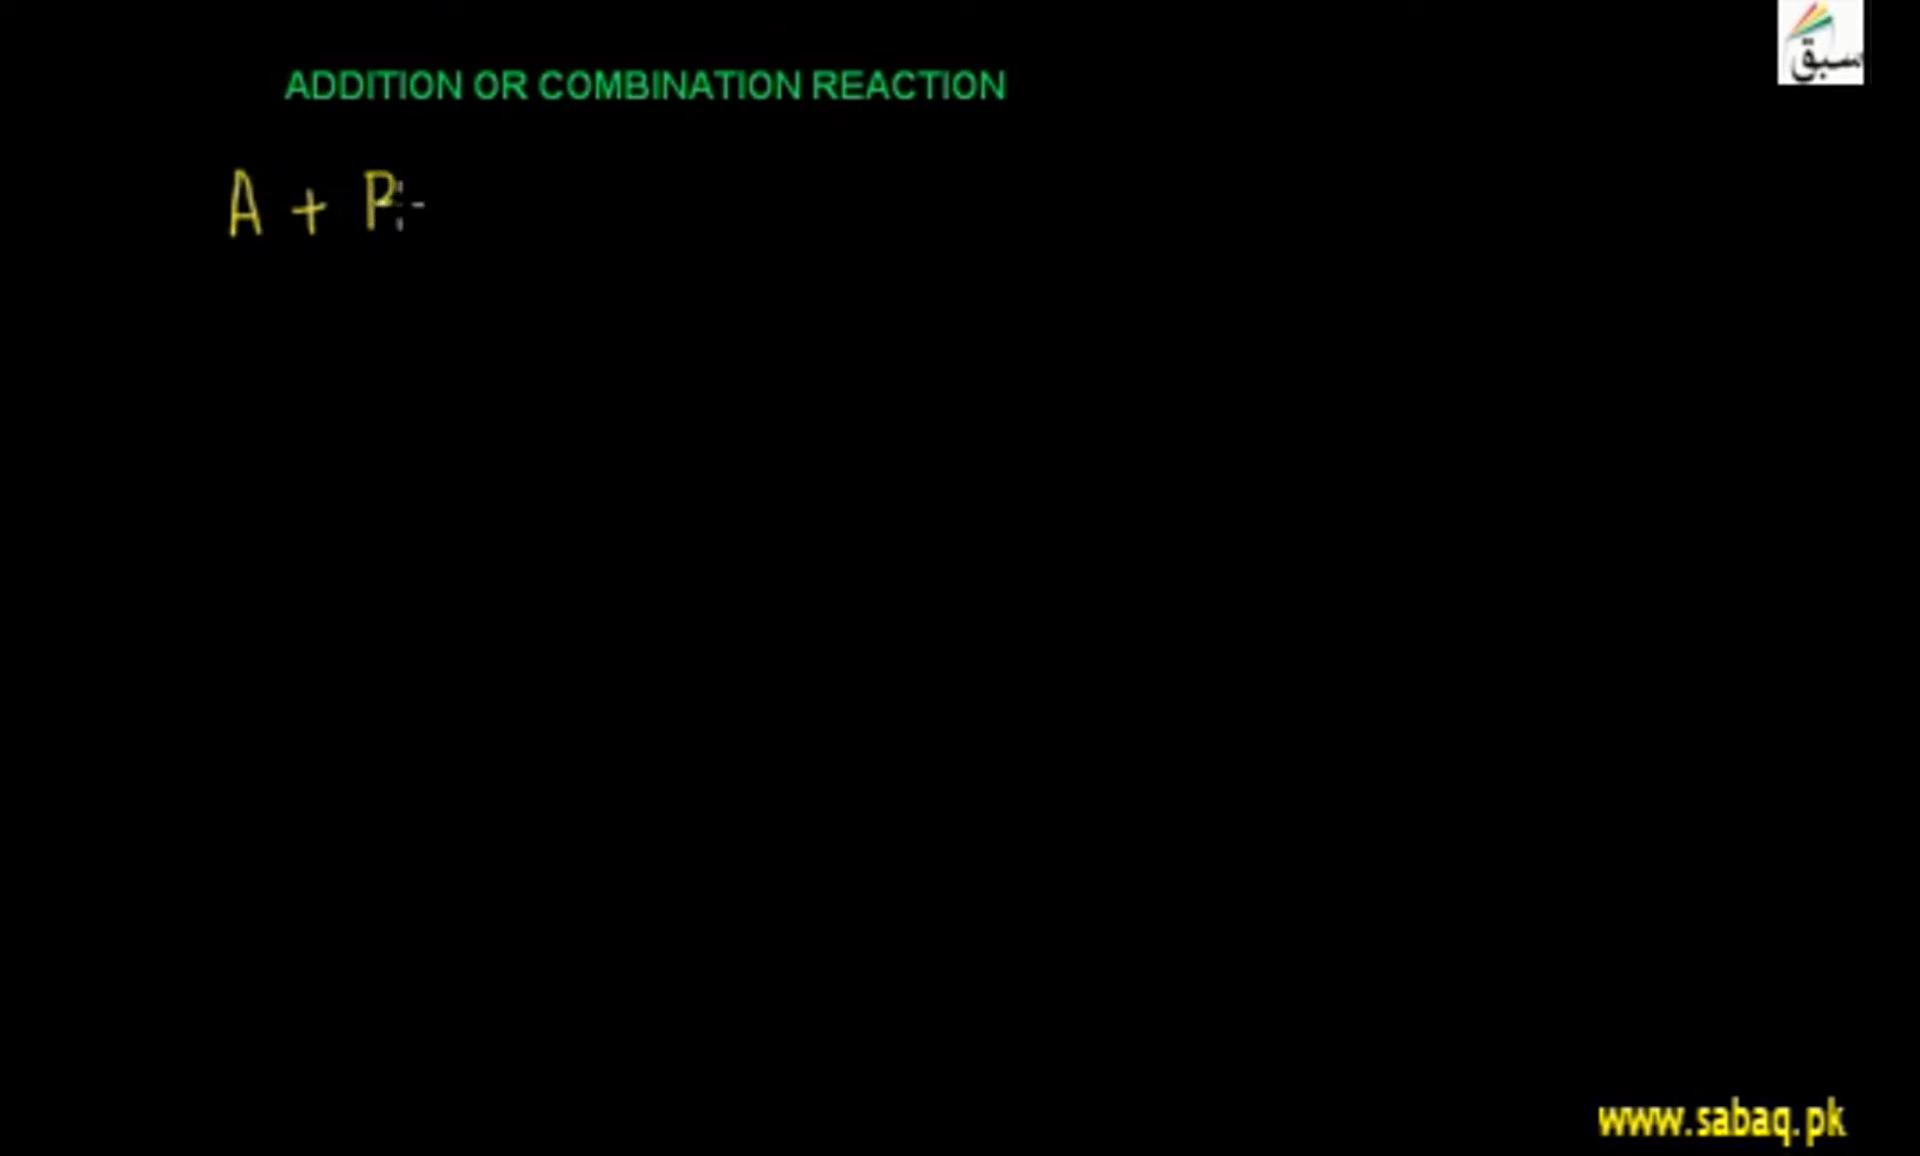 سبق
ADDITION OR COMBINATION REACTION
A + P
www.sabaq.pk